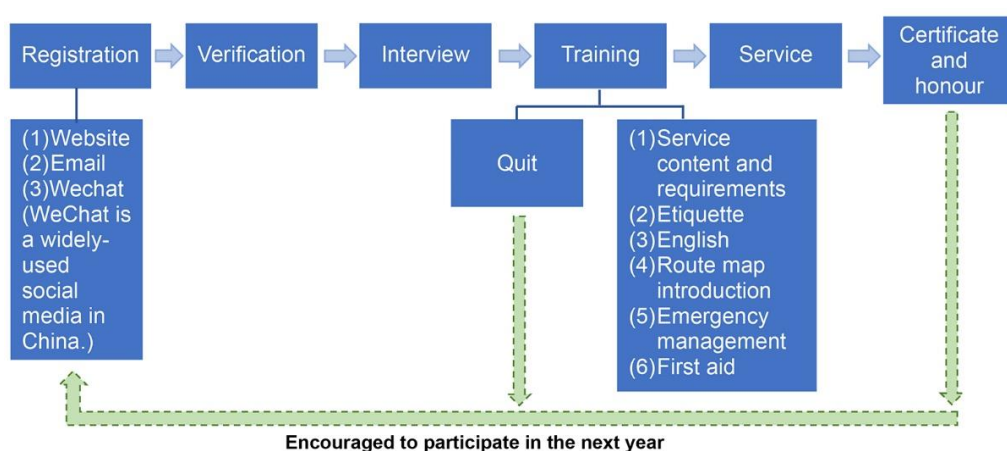 Registration
Verification
Interview
Training
Service
Certificate
and
honour
(1)Website
(2)Email
(3)Wechat
(WeChat is
a widely-
used
social
media in
China.)
Quit
(1)Service
content and
requirements
(2)Etiquette
(3)English
(4)Route map
introduction
(5)Emergency
management
(6)First aid
Encouraged to participate in the next year